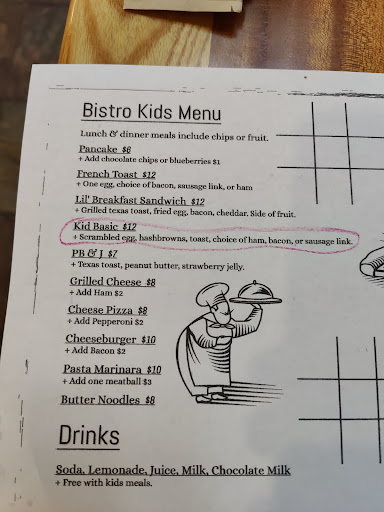 Bistro Kids Menu
Lunch & dinner meals include chips or fruit.
Pancake $6
+ Add chocolate chips or blueberries $1
French Toast $12
+ One egg, choice of bacon, sausage link, or ham
Lil' Breakfast Sandwich $12
+ Grilled texas toast, fried egg, bacon, cheddar. Side of fruit.
Kid Basic $12
+ Scrambled egg, hashbrowns, toast, choice of ham, bacon, or sausage link.
PB & J $7
+ Texas toast, peanut butter, strawberry jelly.
Grilled Cheese $8
+ Add Ham $2
Cheese Pizza $8
+ Add Pepperoni $2
Cheeseburger $10
+ Add Bacon $2
Pasta Marinara $10
+ Add one meatball $3
Butter Noodles $8
Drinks
Soda, Lemonade, Juice, Milk, Chocolate Milk
+ Free with kids meals.